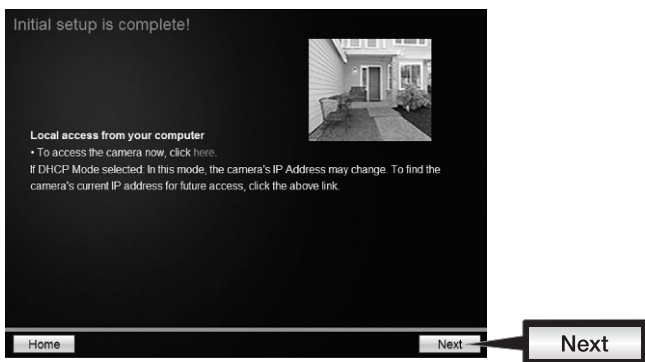 Initial setup is complete!
Local access from your computer
• To access the camera now, click here.
If DHCP Mode selected: In this mode, the camera's IP Address may change. To find the
camera's current IP address for future access, click the above link.
Home
Next
Next